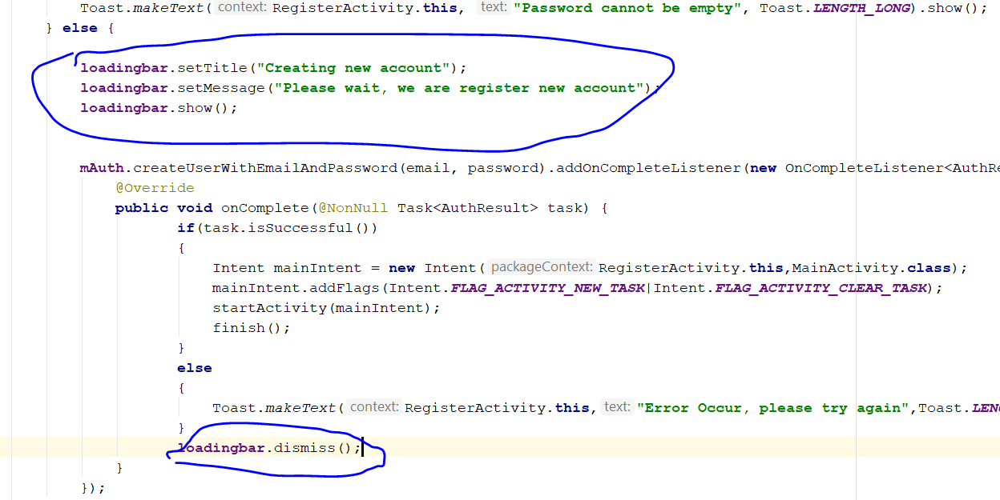 Toast.makeText( context: RegisterActivity.this, text: "Password cannot be empty", Toast.LENGTH_LONG).show();
} else {
loadingbar.setTitle("Creating new account");
loadingbar.setMessage("Please wait, we are register new account");
loadingbar.show();
mAuth.createUserWithEmailAndPassword(email, password).addOnCompleteListener(new OnCompleteListener<AuthRe
@Override
public void onComplete(@NonNull Task<AuthResult> task) {
if(task.isSuccessful())
{
Intent mainIntent = new Intent( packageContext: RegisterActivity.this,MainActivity.class);
mainIntent.addFlags(Intent.FLAG_ACTIVITY_NEW_TASK|Intent.FLAG_ACTIVITY_CLEAR_TASK);
startActivity(mainIntent);
finish();
}
else
{
Toast.makeText( context: RegisterActivity.this, text: "Error Occur, please try again",Toast.LENG
}
loadingbar.dismiss();
}
});